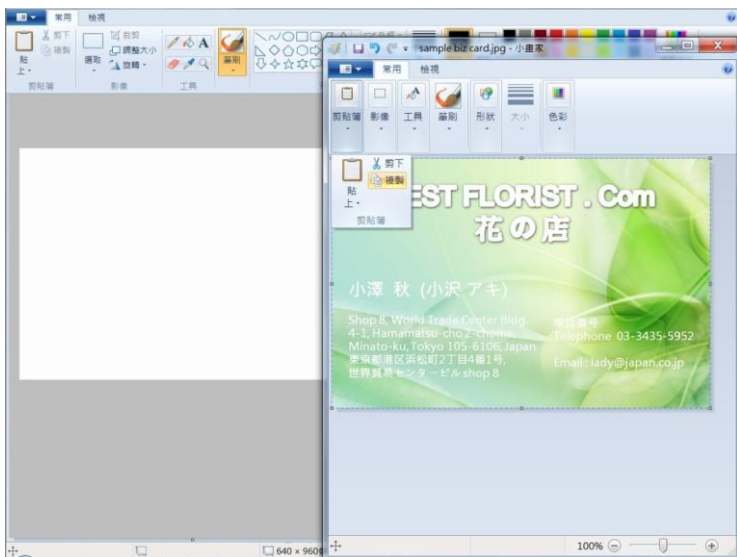 常用 檢視
剪下
複製
貼上
剪貼簿
選取
裁剪
調整大小
旋轉
影像
工具
筆刷
640 × 960
sample biz card.jpg - 小畫家
常用 檢視
剪貼簿 影像 工具 筆刷 形狀 大小 色彩
貼上
剪下
複製
剪貼簿
EST FLORIST . Com
花の店
小澤 秋 (小沢 アキ)
Shop 8, World Trade Center Bldg.
4-1, Hamamatsu-cho 2-chome,
Minato-ku, Tokyo 105-6106, Japan
東京都港区浜松町2丁目4番1号,
世界貿易センタービル shop 8
Telephone 03-3435-5952
Email : lady@japan.co.jp
100%